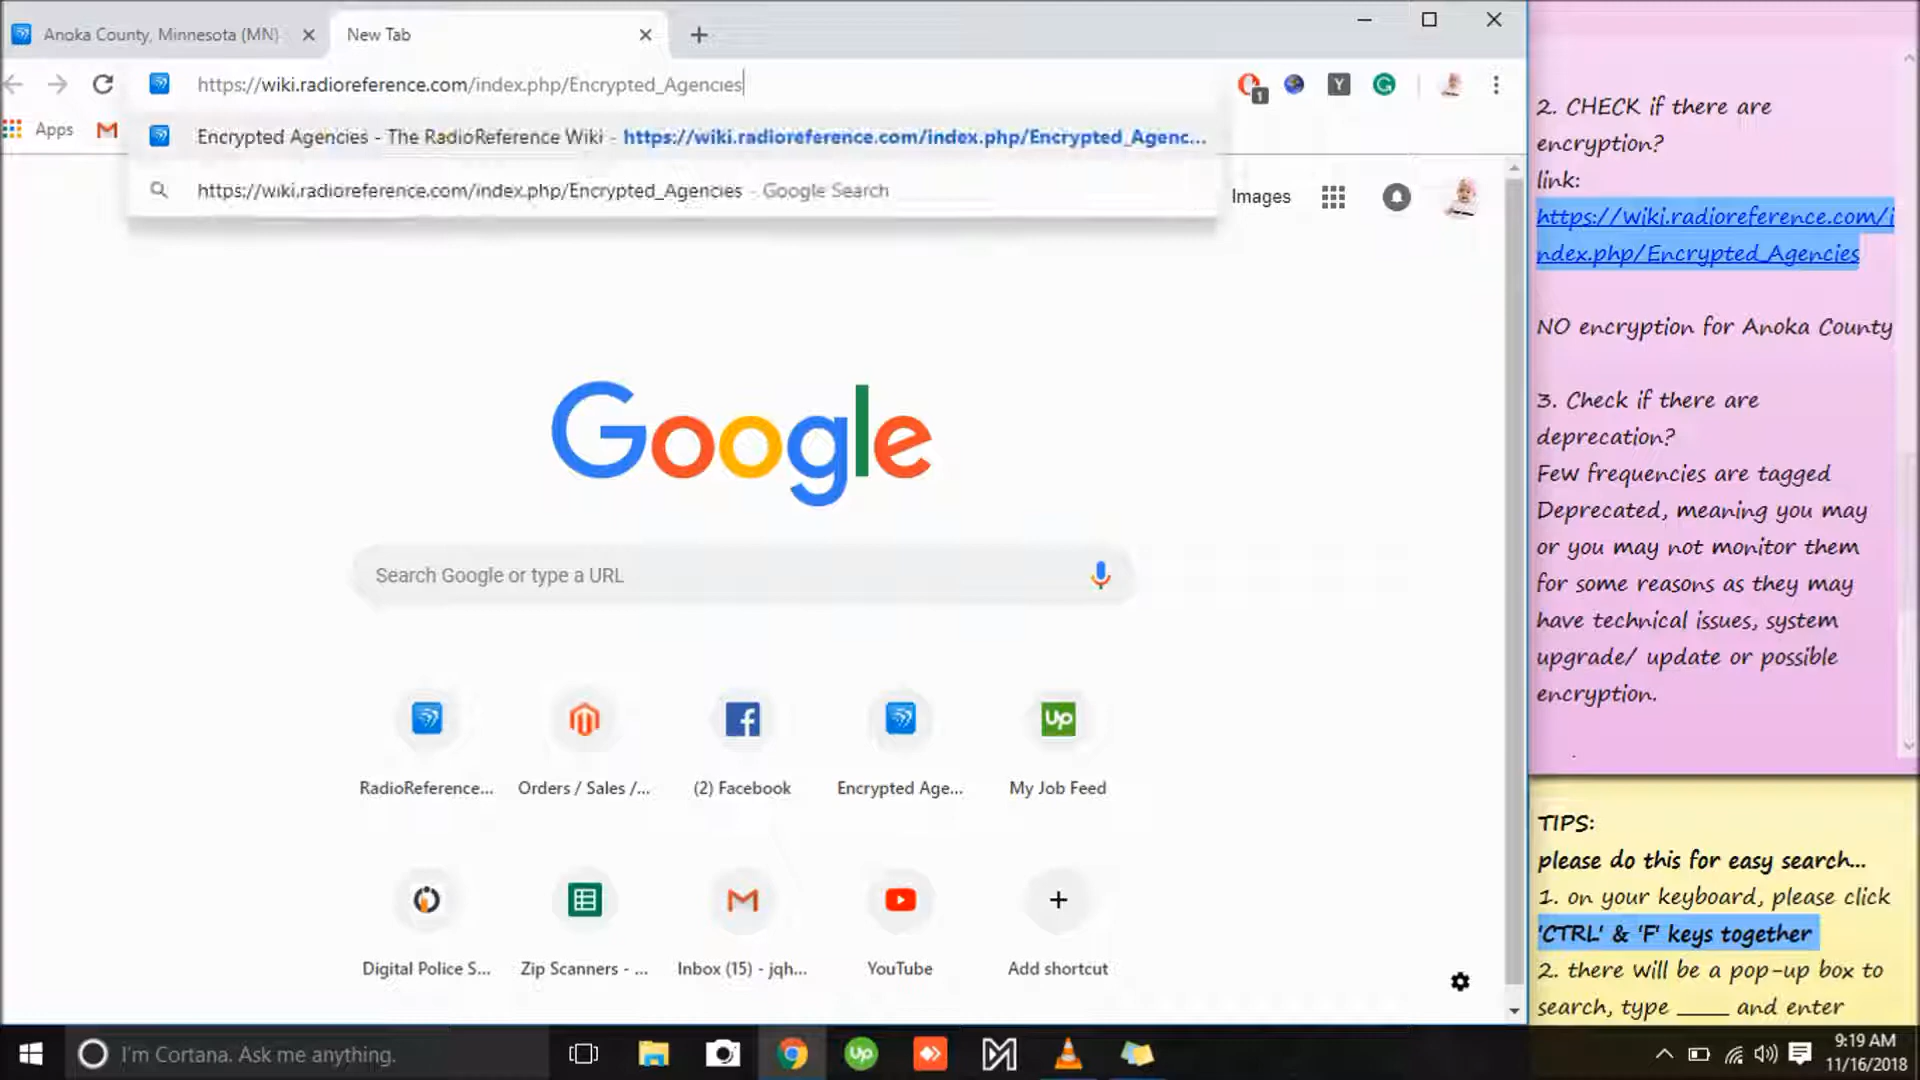 Anoka County, Minnesota (MN)
New Tab
https://wiki.radioreference.com/index.php/Encrypted_Agencies
1
Y
Apps
Encrypted Agencies - The RadioReference Wiki - https://wiki.radioreference.com/index.php/Encrypted_Agenc...
https://wiki.radioreference.com/index.php/Encrypted_Agencies - Google Search
Images
Google
Search Google or type a URL
RadioReference...
Orders / Sales /...
(2) Facebook
Encrypted Age...
Up
My Job Feed
Digital Police S...
Zip Scanners - ...
Inbox (15) - jqh...
YouTube
Add shortcut
2. CHECK if there are
encryption?
link:
https://wiki.radioreference.com/i
ndex.php/Encrypted_Agencies
NO encryption for Anoka County
3. Check if there are
deprecation?
Few frequencies are tagged
Deprecated, meaning you may
or you may not monitor them
for some reasons as they may
have technical issues, system
upgrade/ update or possible
encryption.
.
TIPS:
please do this for easy search...
1. on your keyboard, please click
'CTRL' & 'F' keys together
2. there will be a pop-up box to
search, type _____ and enter
I'm Cortana. Ask me anything.
Up
9:19 AM
11/16/2018